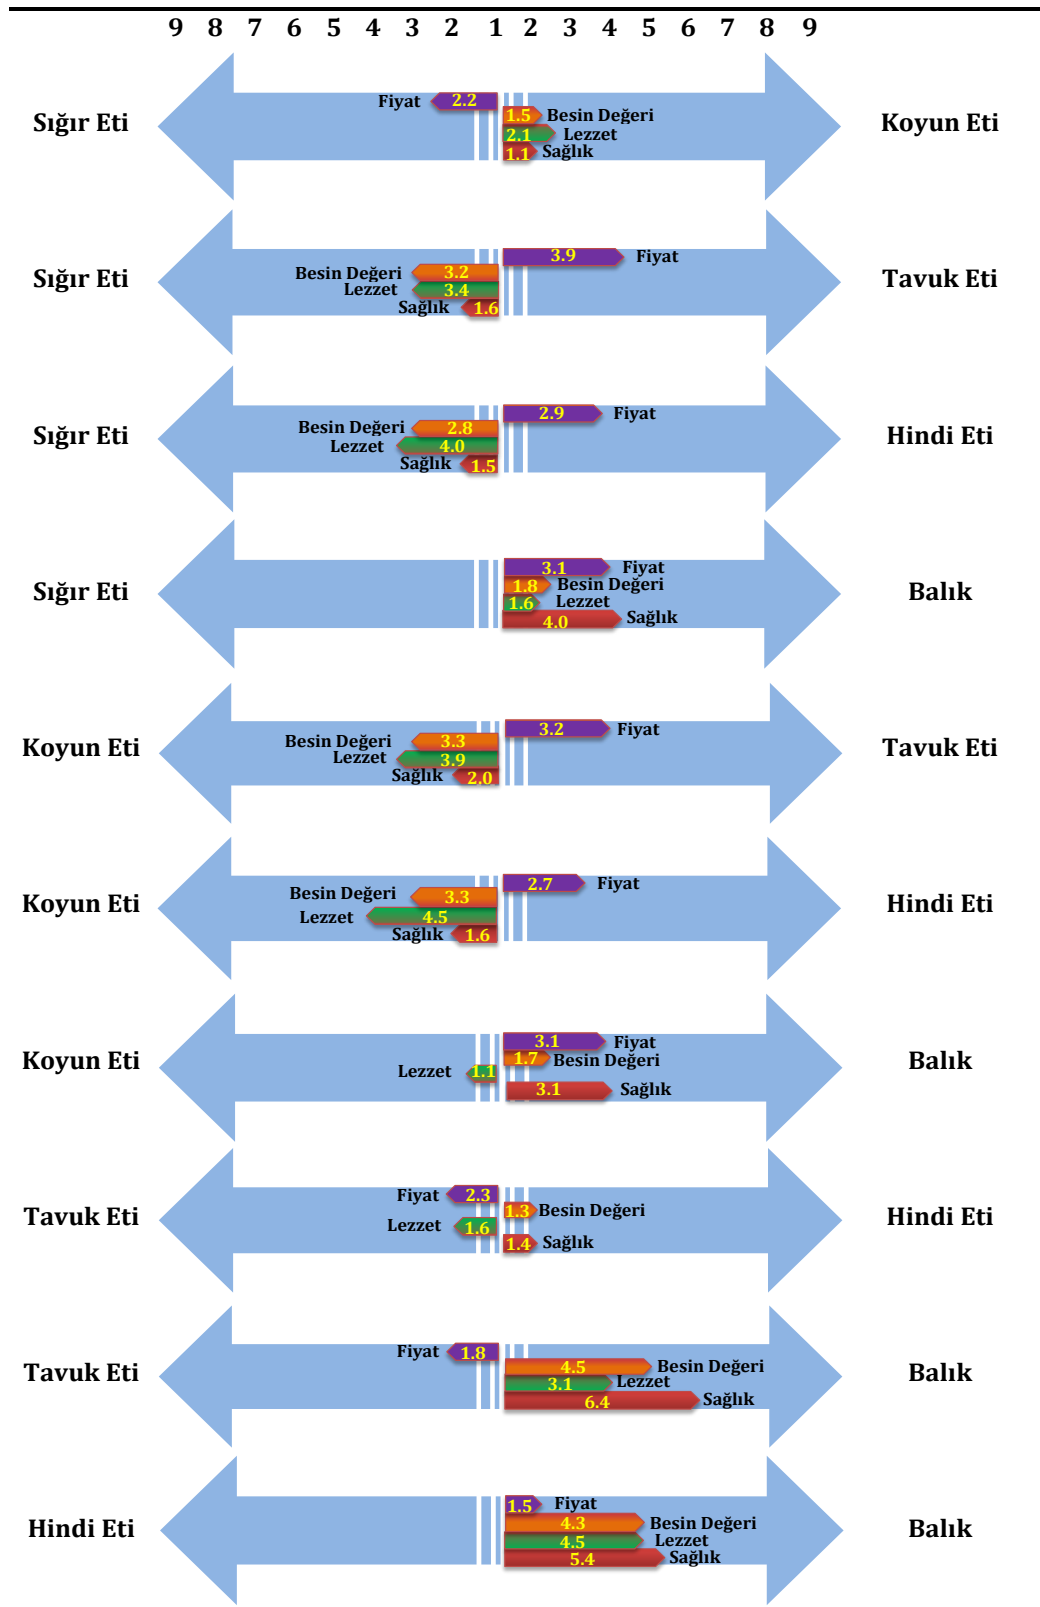 9 8 7 6 5 4 3 2 1 2 3 4 5 6 7 8 9
Fiyat 2.2
Sığır Eti 1.5 Besin Değeri Koyun Eti
2.1 Lezzet
1.1 Sağlık
3.9 Fiyat
Sığır Eti Besin Değeri 3.2 Tavuk Eti
Lezzet 3.4
Sağlık 1.6
2.9 Fiyat
Sığır Eti Besin Değeri 2.8 Hindi Eti
Lezzet 4.0
Sağlık 1.5
3.1 Fiyat
Sığır Eti 1.8 Besin Değeri Balık
1.6 Lezzet
4.0 Sağlık
3.2 Fiyat
Koyun Eti Besin Değeri 3.3 Tavuk Eti
Lezzet 3.9
Sağlık 2.0
2.7 Fiyat
Koyun Eti Besin Değeri 3.3 Hindi Eti
Lezzet 4.5
Sağlık 1.6
3.1 Fiyat
Koyun Eti 1.7 Besin Değeri Balık
Lezzet 1.1
3.1 Sağlık
Fiyat 2.3
Tavuk Eti 1.3 Besin Değeri Hindi Eti
Lezzet 1.6
1.4 Sağlık
Fiyat 1.8
Tavuk Eti 4.5 Besin Değeri Balık
3.1 Lezzet
6.4 Sağlık
1.5 Fiyat
Hindi Eti 4.3 Besin Değeri Balık
4.5 Lezzet
5.4 Sağlık